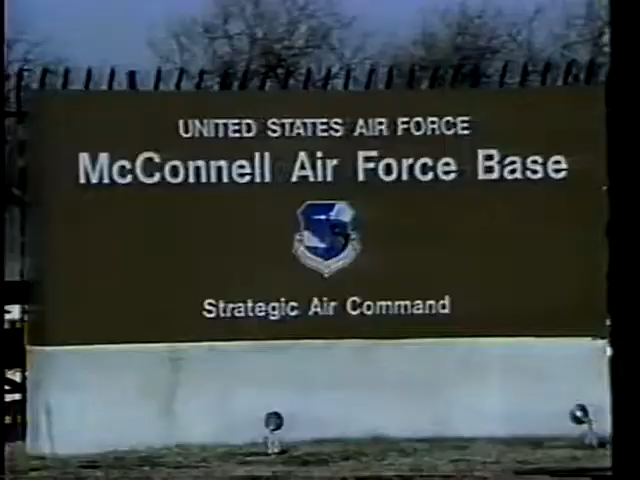 UNITED STATES AIR FORCE
McConnell Air Force Base
Strategic Air Command